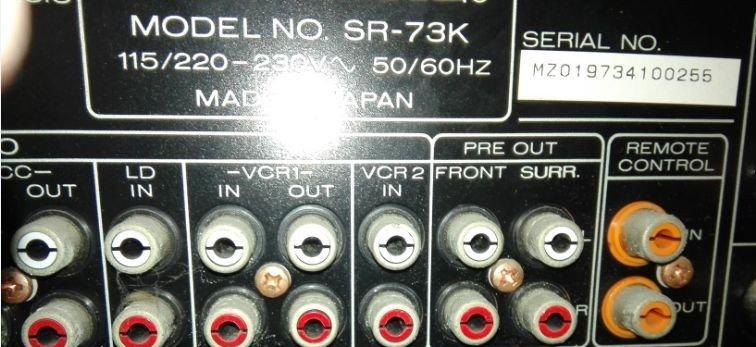 MODEL NO. SR-73K
115/220-230V~ 50/60HZ
MADE JAPAN
SERIAL NO.
MZ019734100255
PRE OUT
REMOTE
CONTROL
OUT
LD
IN
-VCR1-
IN OUT
VCR 2
IN
FRONT SURR.
L
IN
R
OUT